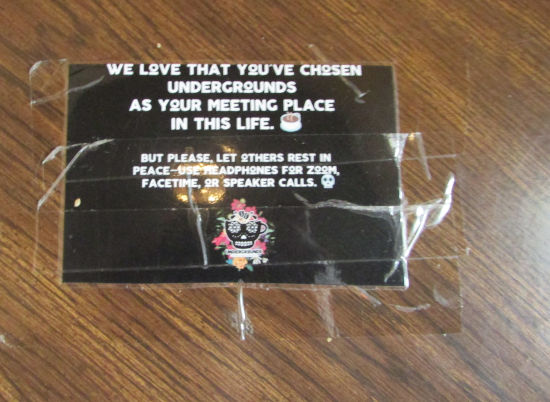 WE LOVE THAT YOU'VE CHOSEN
UNDERGROUNDS
AS YOUR MEETING PLACE
IN THIS LIFE.
BUT PLEASE, LET OTHERS REST IN
PEACE—USE HEADPHONES FOR ZOOM,
FACETIME, OR SPEAKER CALLS.
UNDERGROUNDS